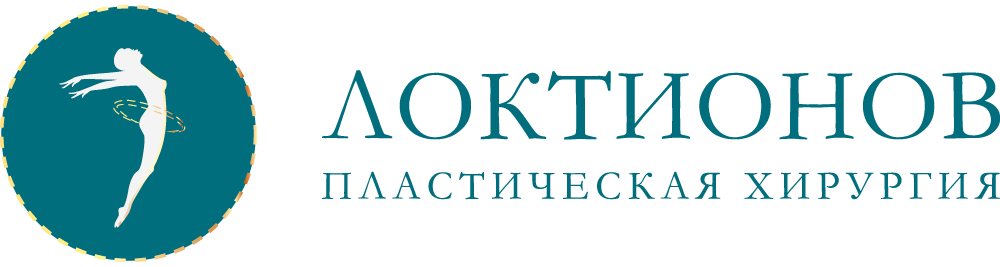 ЛОКТИОНОВ
ПЛАСТИЧЕСКАЯ ХИРУРГИЯ